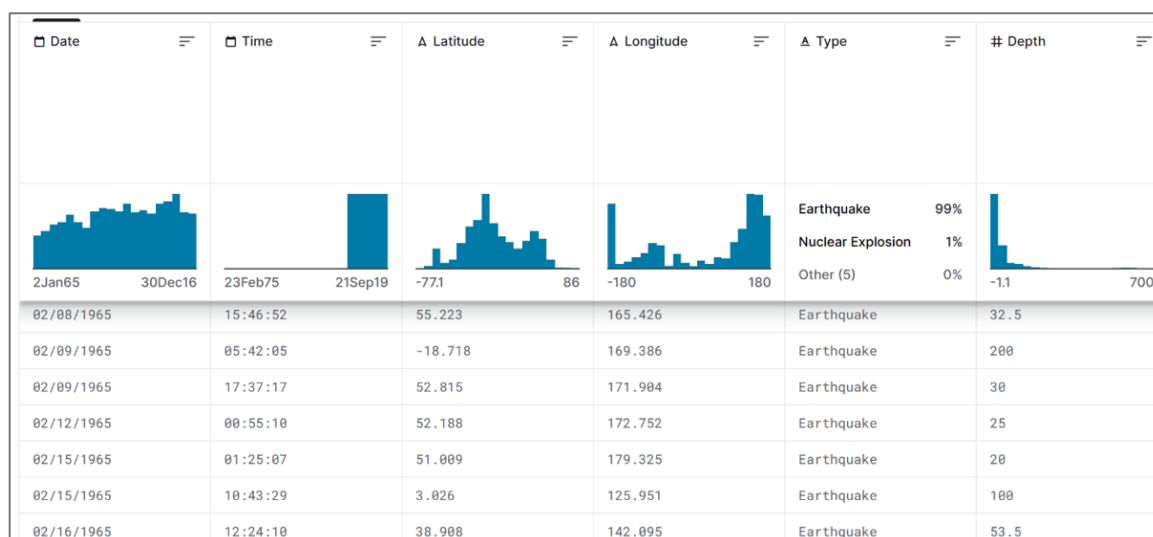 Date Time Latitude Longitude Type # Depth
Earthquake 99%
Nuclear Explosion 1%
Other (5) 0%
2Jan65 30Dec16 23Feb75 21Sep19 -77.1 86 -180 180 -1.1 700
02/08/1965 15:46:52 55.223 165.426 Earthquake 32.5
02/09/1965 05:42:05 -18.718 169.386 Earthquake 200
02/09/1965 17:37:17 52.815 171.904 Earthquake 30
02/12/1965 00:55:10 52.188 172.752 Earthquake 25
02/15/1965 01:25:07 51.009 179.325 Earthquake 20
02/15/1965 10:43:29 3.026 125.951 Earthquake 100
02/16/1965 12:24:10 38.908 142.095 Earthquake 53.5